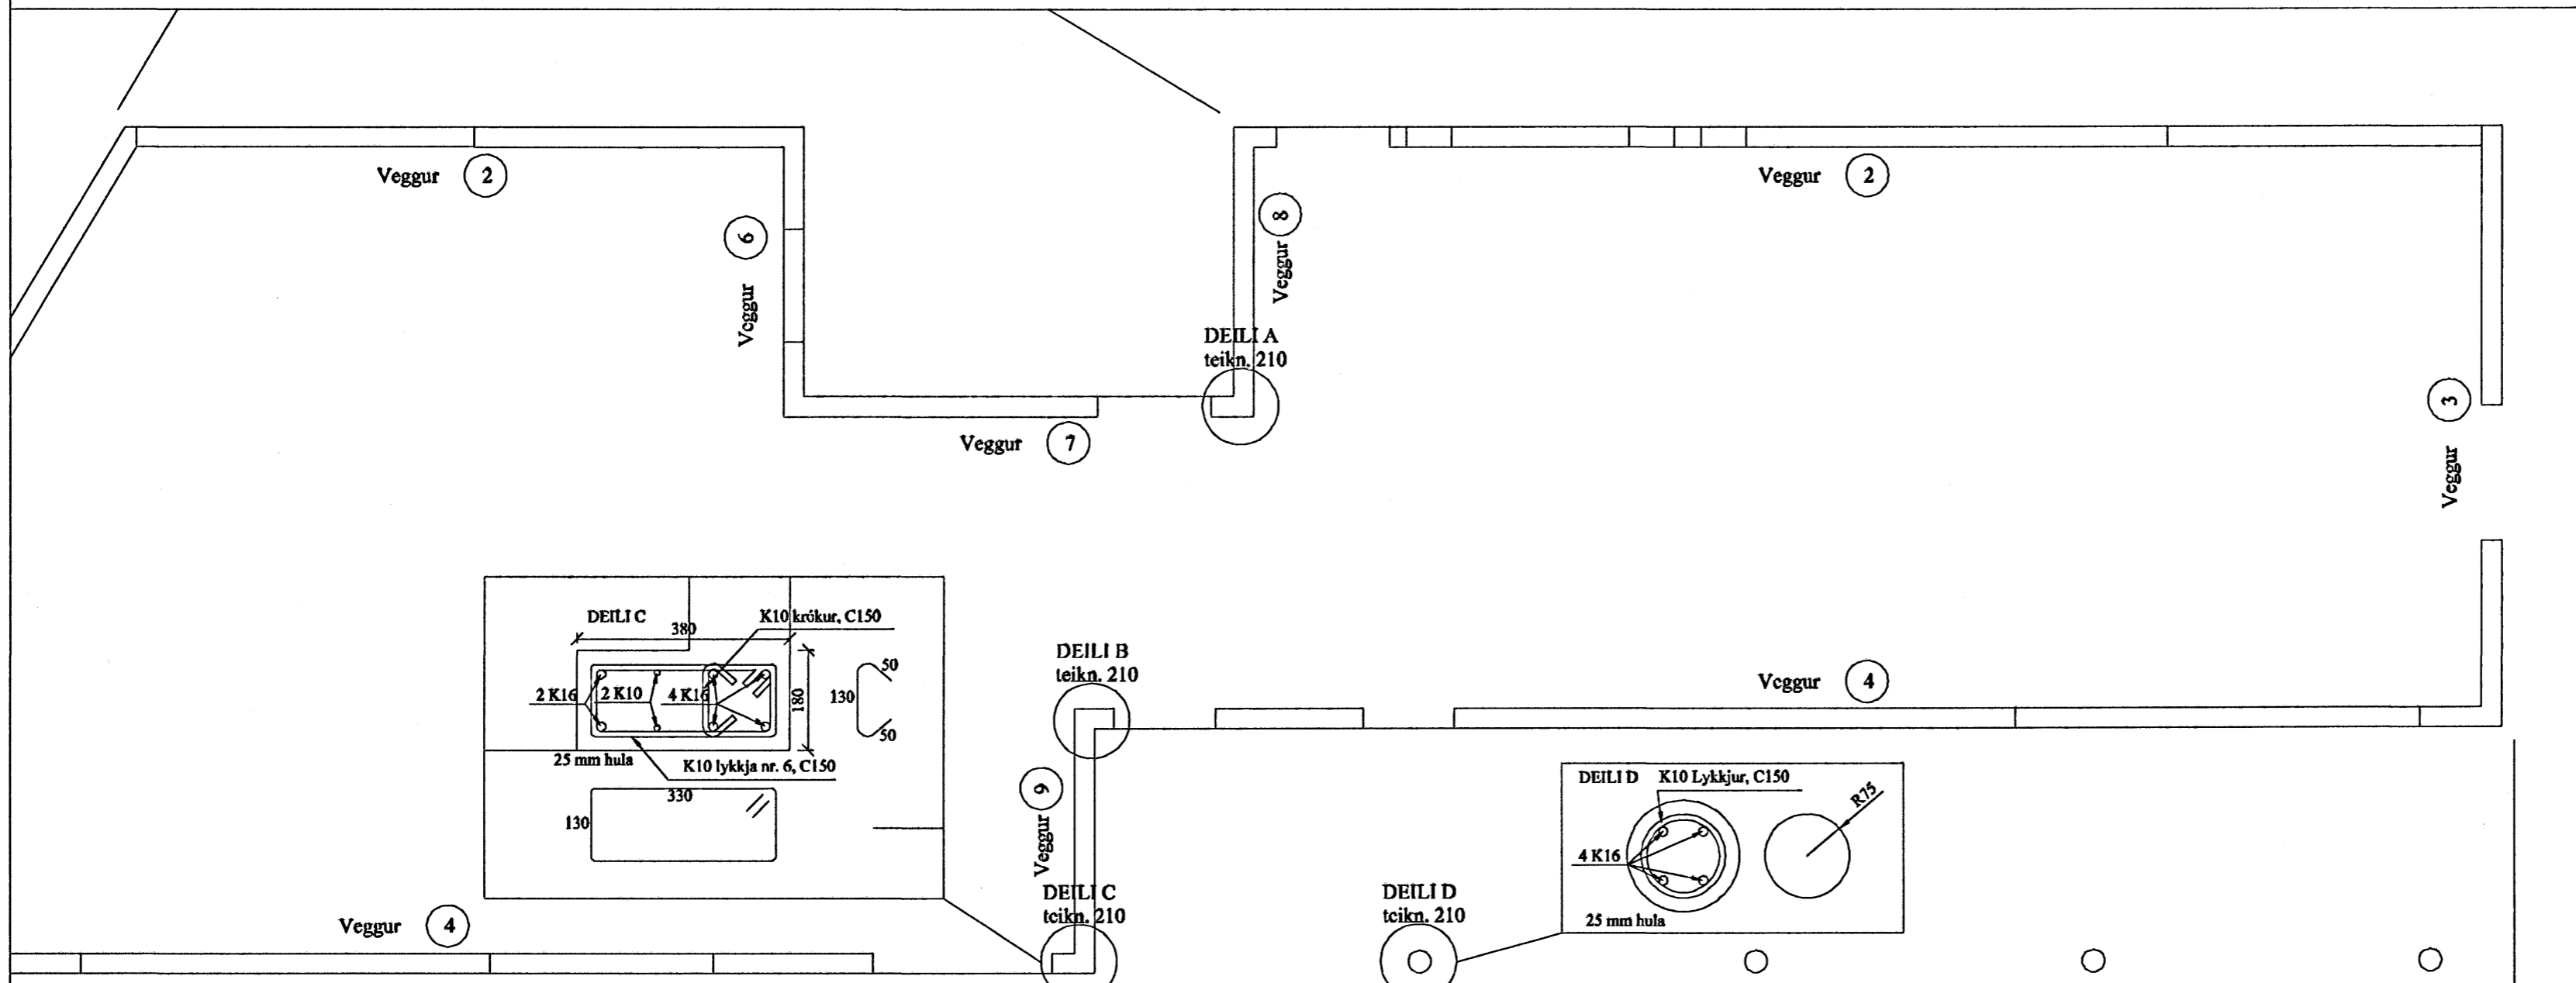 Veggur 2
Veggur 2
6
Veggur
8
Veggur
DEILI A
teikn. 210
3
Veggur
Veggur 7
DEILI C
K10 krókur, C150
380
2 K16
2 K10
4 K16
180
50
130
50
25 mm hula
K10 lykkja nr. 6, C150
330
130
DEILI B
teikn. 210
Veggur 4
9
Veggur
DEILI D
K10 Lykkjur, C150
R75
4 K16
25 mm hula
DEILI C
teikn. 210
DEILI D
teikn. 210
Veggur 4